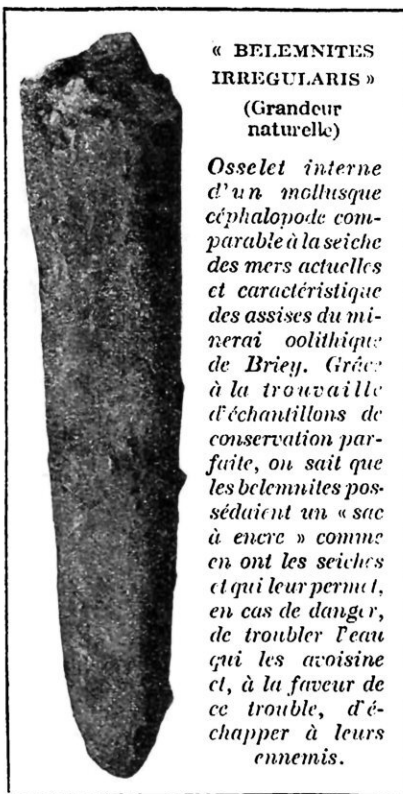 « BELEMNITES
IRREGULARIS »
(Grandeur
naturelle)
Osselet interne
d'un mollusque
céphalopode com-
parable à la seiche
des mers actuelles
et caractéristique
des assises du mi-
nerai oolithique
de Briey. Grâce
à la trouvaille
d'échantillons de
conservation par-
faite, on sait que
les belemnites pos-
sédaient un « sac
à encre » comme
en ont les seiches
et qui leur permet,
en cas de danger,
de troubler l'eau
qui les avoisine
et, à la faveur de
ce trouble, d'é-
chapper à leurs
ennemis.